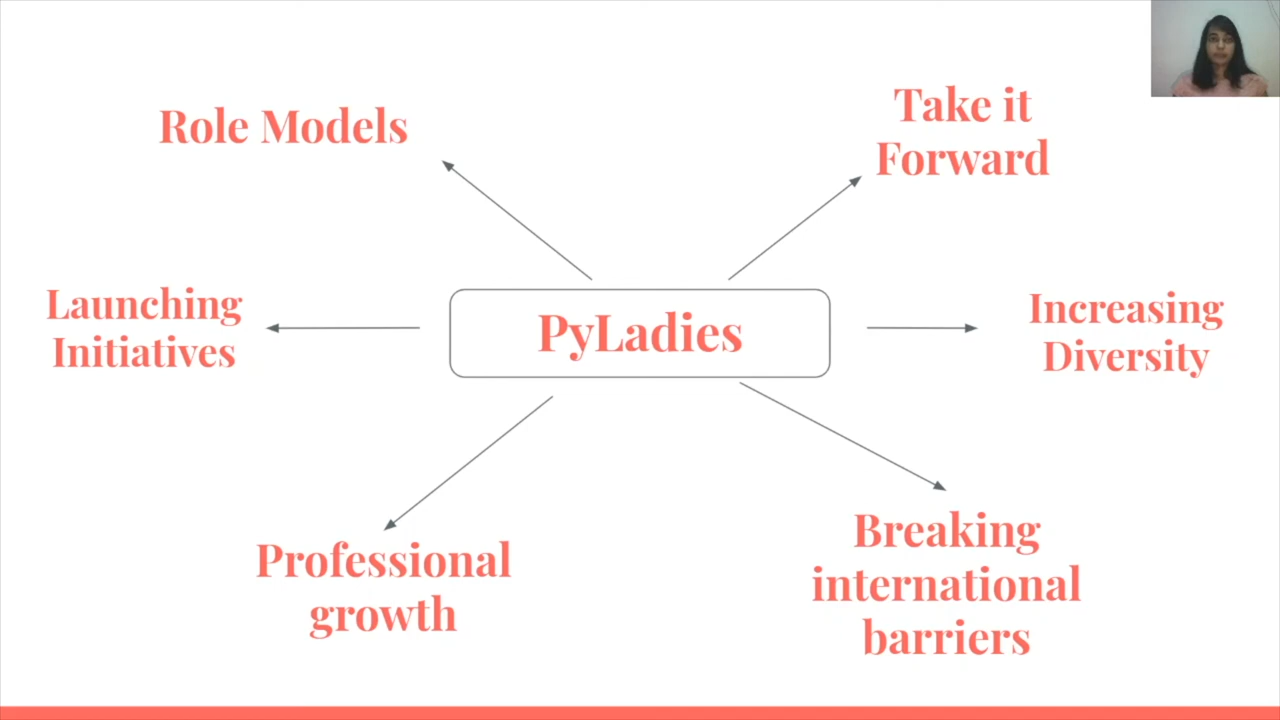 Role Models
Take it
Forward
Launching
Initiatives
PyLadies
Increasing
Diversity
Professional
growth
Breaking
international
barriers